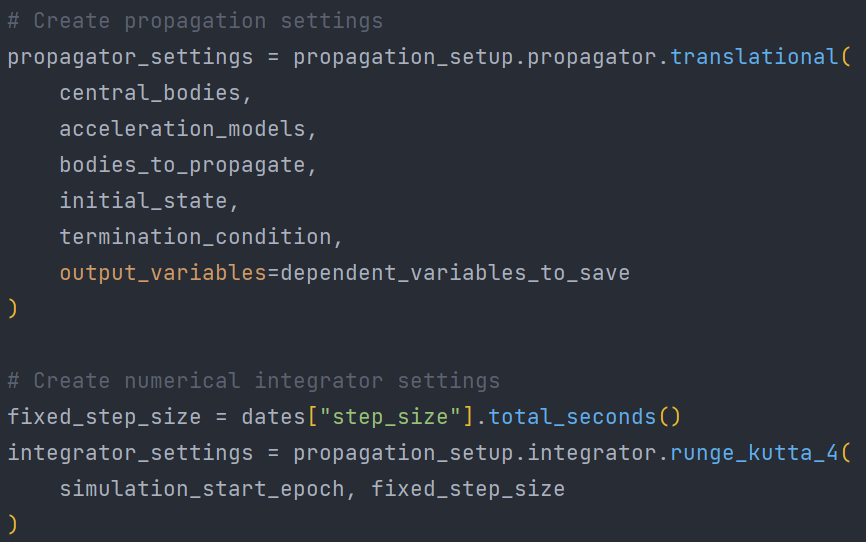 # Create propagation settings
propagator_settings = propagation_setup.propagator.translational(
    central_bodies,
    acceleration_models,
    bodies_to_propagate,
    initial_state,
    termination_condition,
    output_variables=dependent_variables_to_save
)

# Create numerical integrator settings
fixed_step_size = dates["step_size"].total_seconds()
integrator_settings = propagation_setup.integrator.runge_kutta_4(
    simulation_start_epoch, fixed_step_size
)